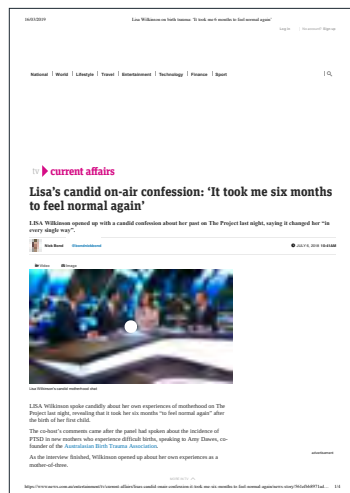 16/03/2019 Lisa Wilkinson on birth trauma: 'It took me 6 months to feel normal again'
Log in Sign up
National | World | Lifestyle | Travel | Entertainment | Technology | Finance | Sport
tv current affairs
Lisa's candid on-air confession: 'It took me six months
to feel normal again'
LISA Wilkinson opened up with a candid confession about her past on The Project last night, saying it changed her "in
every single way".
Nick Bond
Video Image
Lisa Wilkinson's candid motherhood chat
LISA Wilkinson spoke candidly about her own experiences of motherhood on The
Project last night, revealing that it took her six months "to feel normal again" after
the birth of her first child.
The co-host's comments came after the panel had spoken about the incidence of
PTSD in new mothers who experience difficult births, speaking to Amy Dawes, co-
founder of the Australasian Birth Trauma Association.
advertisement
As the interview finished, Wilkinson opened up about her own experiences as a
mother-of-three.
1/4